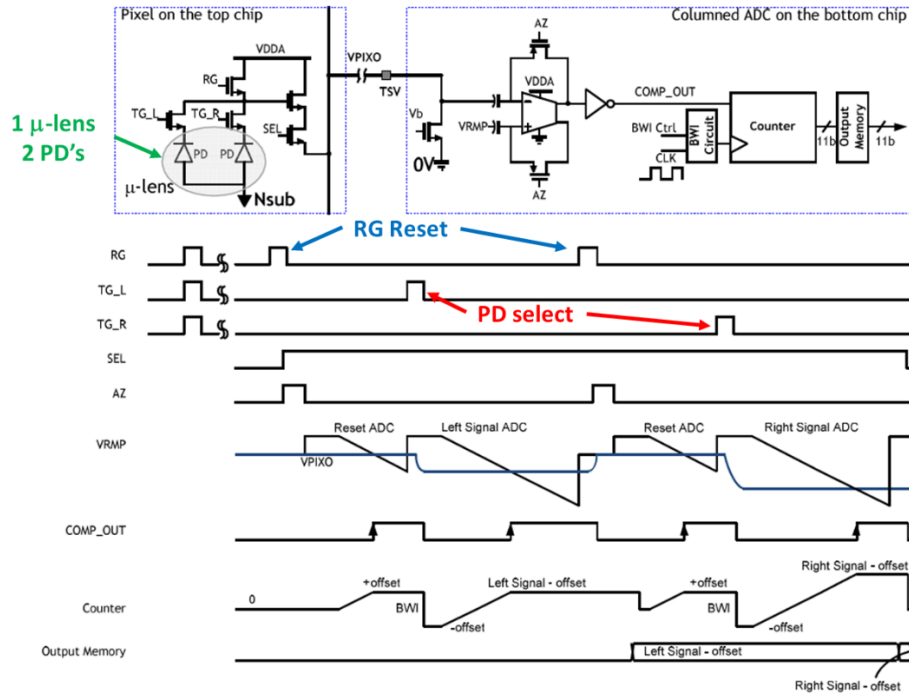 Pixel on the top chip
Columned ADC on the bottom chip
VDDA
VPIXO
AZ
RG
TG_L
TG_R
TSV
VDDA
COMP_OUT
SEL
Vb
VRMP
BWI Ctrl
BWI
Circuit
Counter
11b
Output
Memory
11b
1 μ-lens
2 PD's
PD
PD
0V
CLK
μ-lens
Nsub
AZ
RG Reset
RG
TG_L
PD select
TG_R
SEL
AZ
VRMP
Reset ADC
Left Signal ADC
Reset ADC
Right Signal ADC
VPIXO
COMP_OUT
Right Signal - offset
Counter
0
+offset
BWI
-offset
Left Signal - offset
+offset
BWI
-offset
Output Memory
Left Signal - offset
Right Signal - offset